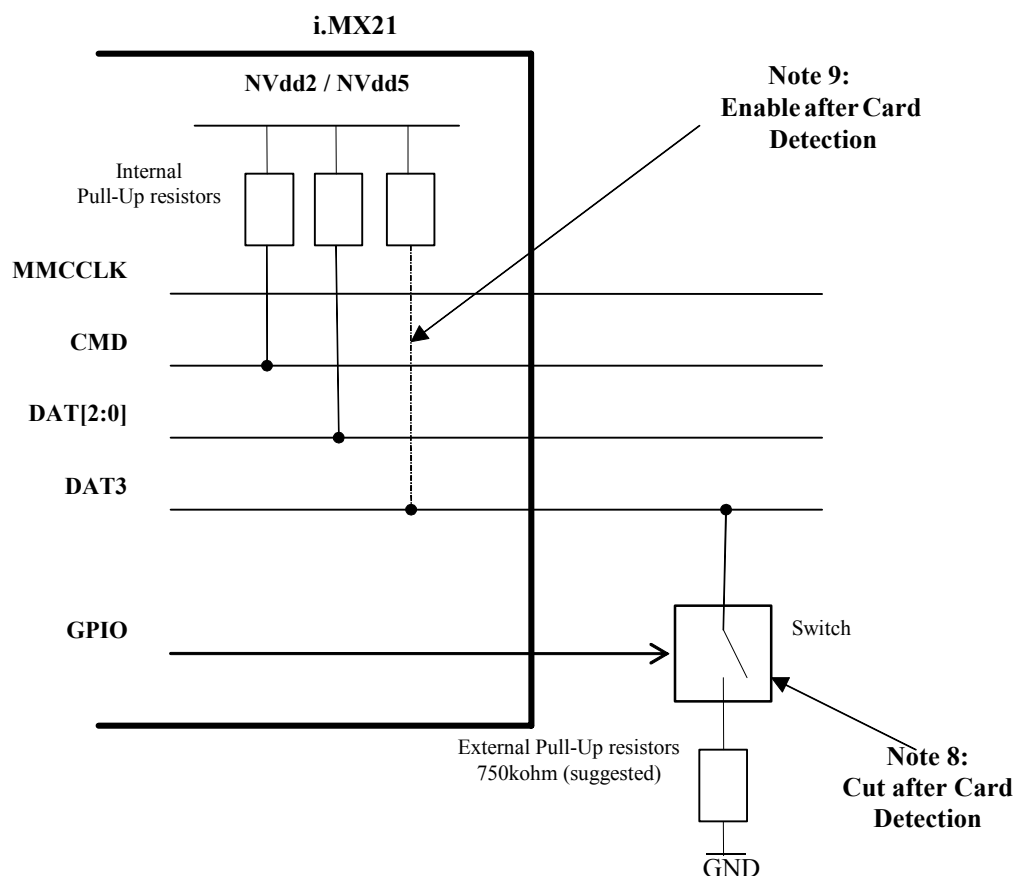 i.MX21
NVdd2 / NVdd5
Note 9:
Enable after Card
Detection
Internal
Pull-Up resistors
MMCCLK
CMD
DAT[2:0]
DAT3
GPIO
Switch
External Pull-Up resistors
750kohm (suggested)
Note 8:
Cut after Card
Detection
GND